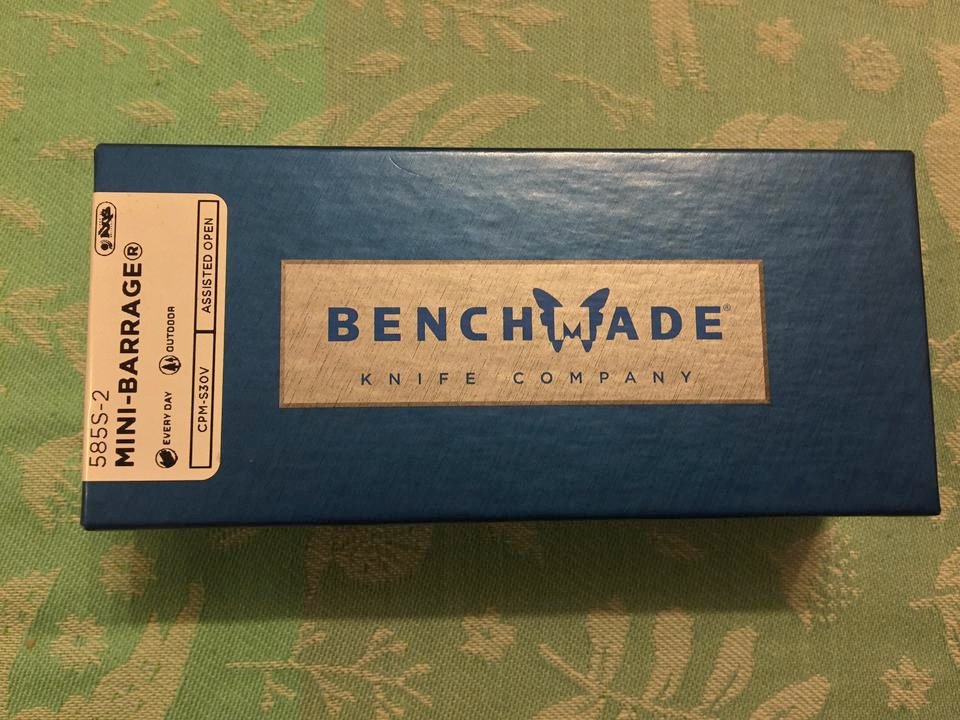 585S-2
MINI-BARRAGE®
EVERY DAY OUTDOOR
CPM-S30V ASSISTED OPEN
BENCHMADE®
KNIFE COMPANY